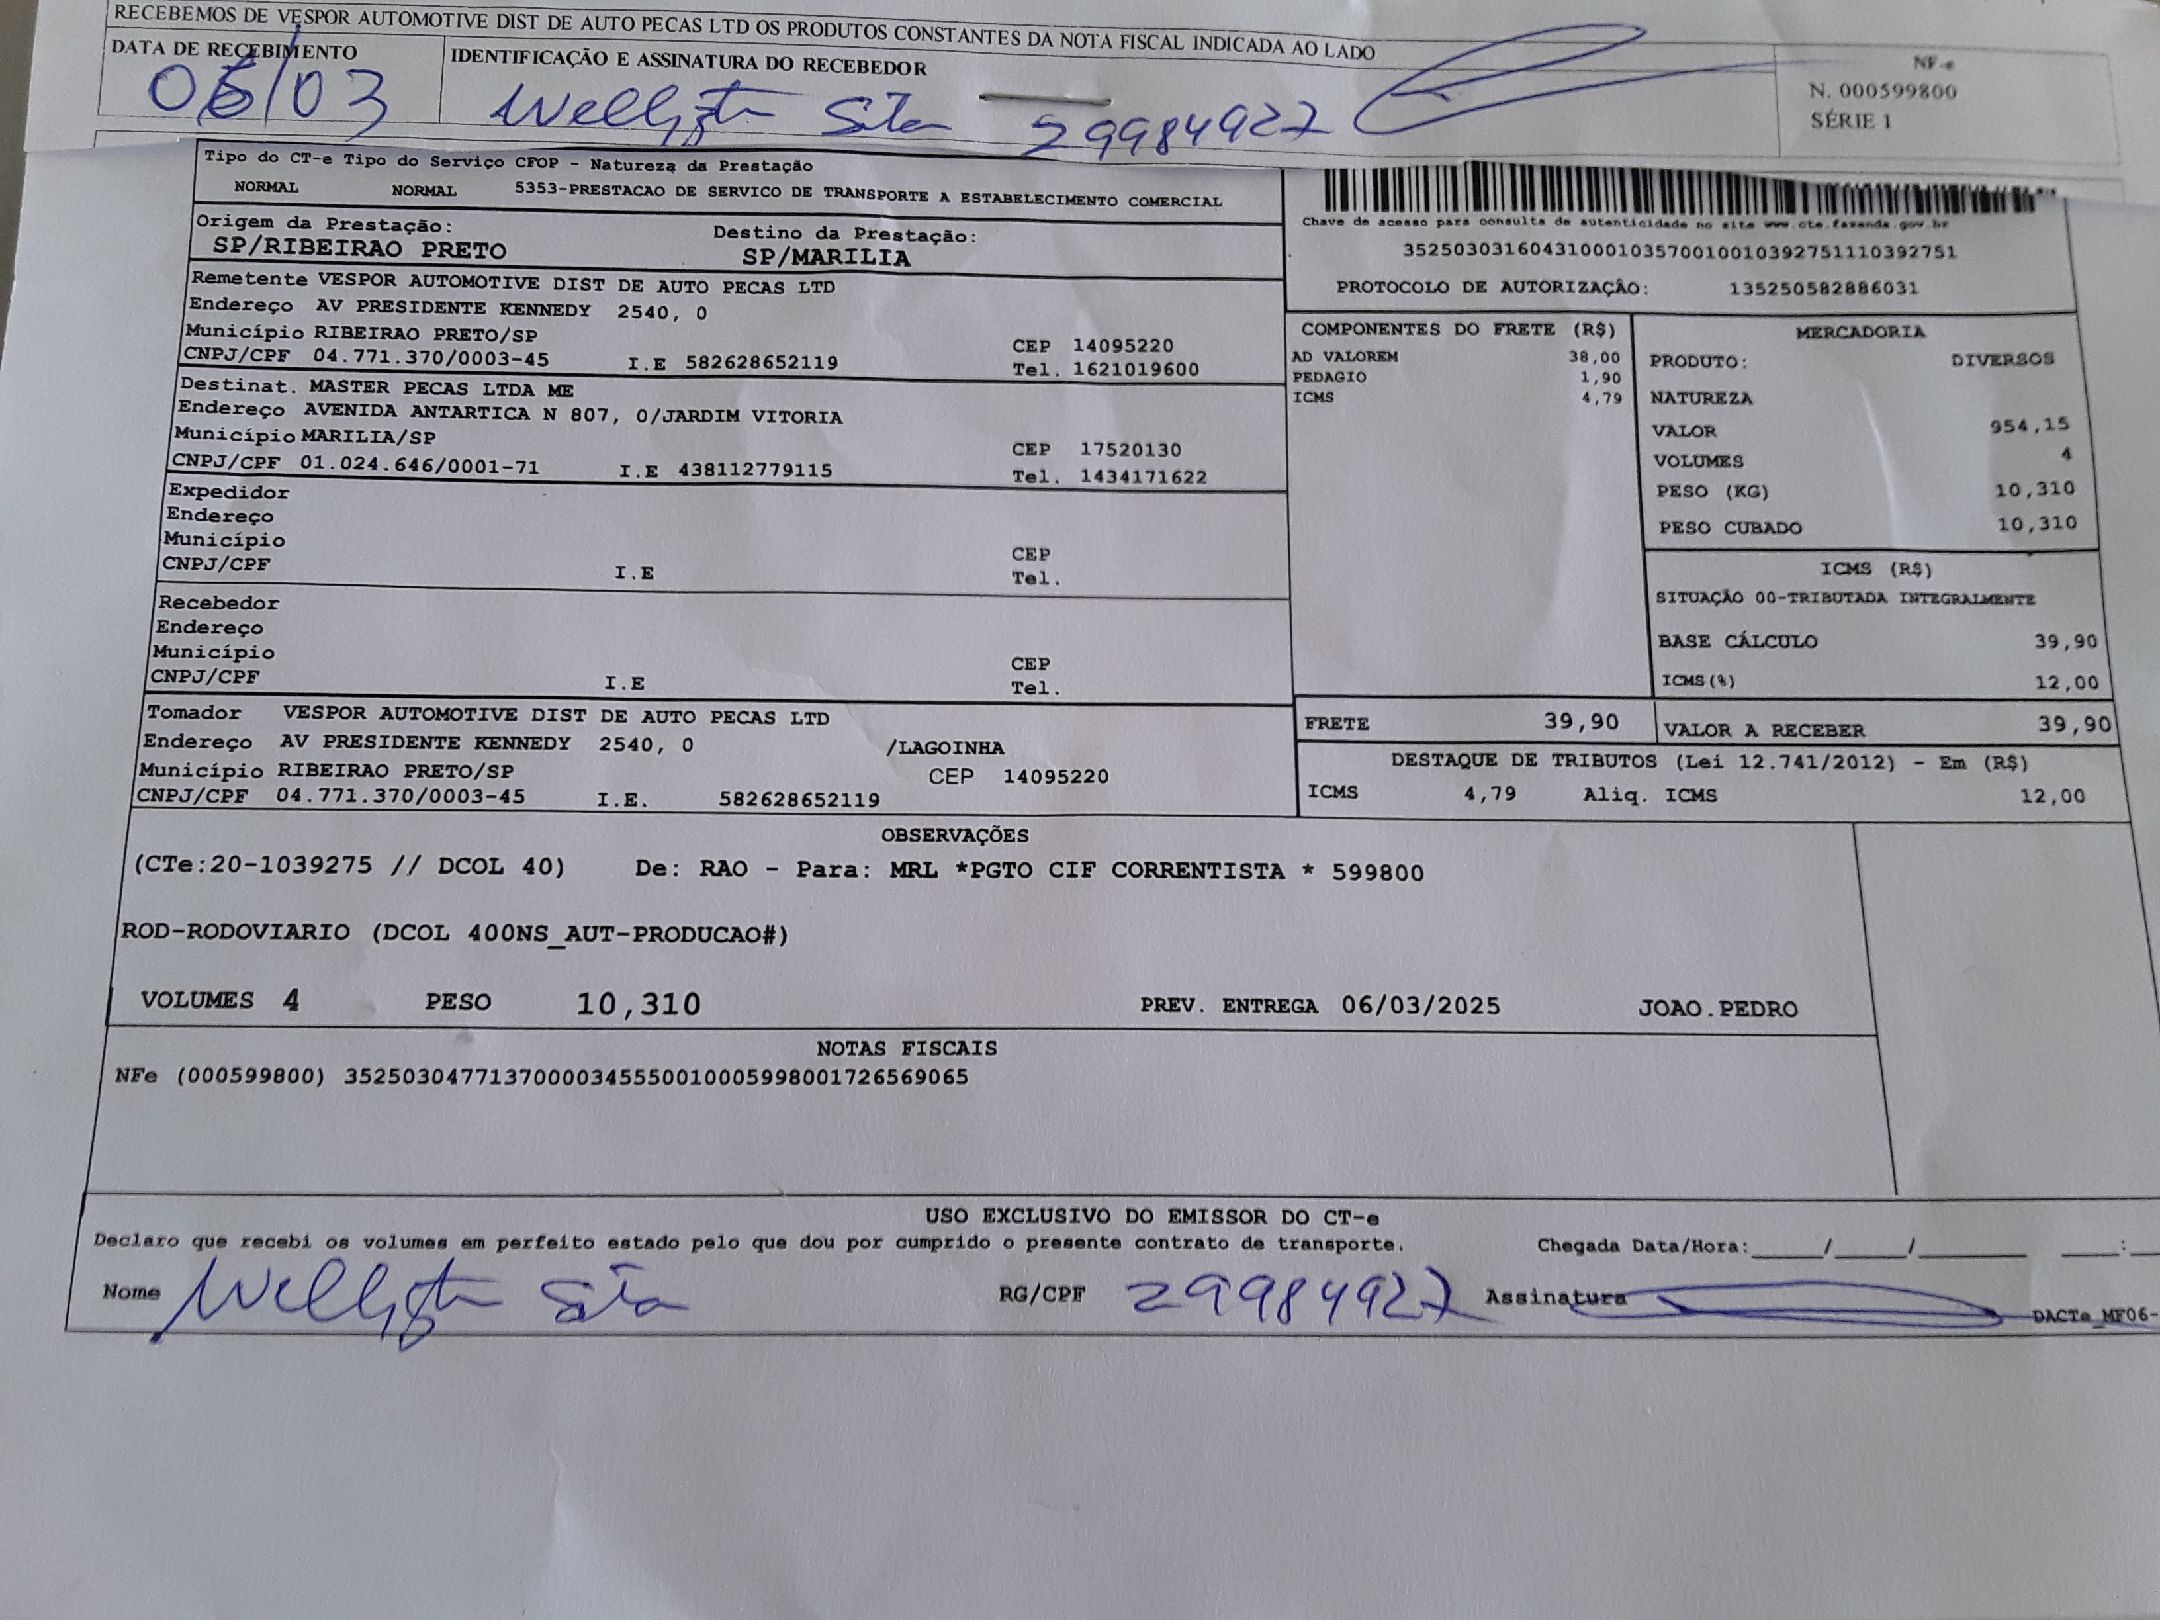 RECEBEMOS DE VESPOR AUTOMOTIVE DIST DE AUTO PECAS LTD OS PRODUTOS CONSTANTES DA NOTA FISCAL INDICADA AO LADO
DATA DE RECEBIMENTO IDENTIFICAÇÃO E ASSINATURA DO RECEBEDOR NF-e
N. 000599800
SÉRIE 1
06/03 29984927
Tipo do CT-e Tipo do Serviço CFOP - Natureza da Prestação
NORMAL NORMAL 5353-PRESTACAO DE SERVICO DE TRANSPORTE A ESTABELECIMENTO COMERCIAL
Chave de acesso para consulta de autenticidade no site www.cte.fazenda.gov.br
35250303160431000103570010010392751110392751
PROTOCOLO DE AUTORIZAÇÃO: 135250582886031
Origem da Prestação: Destino da Prestação:
SP/RIBEIRAO PRETO SP/MARILIA
Remetente VESPOR AUTOMOTIVE DIST DE AUTO PECAS LTD
Endereço AV PRESIDENTE KENNEDY 2540, 0
Município RIBEIRAO PRETO/SP CEP 14095220
CNPJ/CPF 04.771.370/0003-45 I.E 582628652119 Tel. 1621019600
Destinat. MASTER PECAS LTDA ME
Endereço AVENIDA ANTARTICA N 807, 0/JARDIM VITORIA
Município MARILIA/SP CEP 17520130
CNPJ/CPF 01.024.646/0001-71 I.E 438112779115 Tel. 1434171622
Expedidor
Endereço
Município CEP
CNPJ/CPF I.E Tel.
Recebedor
Endereço
Município CEP
CNPJ/CPF I.E Tel.
Tomador VESPOR AUTOMOTIVE DIST DE AUTO PECAS LTD
Endereço AV PRESIDENTE KENNEDY 2540, 0 /LAGOINHA
Município RIBEIRAO PRETO/SP CEP 14095220
CNPJ/CPF 04.771.370/0003-45 I.E. 582628652119
COMPONENTES DO FRETE (R$)
AD VALOREM 38,00
PEDAGIO 1,90
ICMS 4,79
MERCADORIA
PRODUTO: DIVERSOS
NATUREZA
VALOR 954,15
VOLUMES 4
PESO (KG) 10,310
PESO CUBADO 10,310
ICMS (R$)
SITUAÇÃO 00-TRIBUTADA INTEGRALMENTE
BASE CÁLCULO 39,90
ICMS(%) 12,00
FRETE 39,90 VALOR A RECEBER 39,90
DESTAQUE DE TRIBUTOS (Lei 12.741/2012) - Em (R$)
ICMS 4,79 Aliq. ICMS 12,00
OBSERVAÇÕES
(CTe:20-1039275 // DCOL 40) De: RAO - Para: MRL *PGTO CIF CORRENTISTA * 599800
ROD-RODOVIARIO (DCOL 400NS_AUT-PRODUCAO#)
VOLUMES 4 PESO 10,310 PREV. ENTREGA 06/03/2025 JOAO.PEDRO
NOTAS FISCAIS
NFe (000599800) 35250304771370000345550010005998001726569065
USO EXCLUSIVO DO EMISSOR DO CT-e
Declaro que recebi os volumes em perfeito estado pelo que dou por cumprido o presente contrato de transporte. Chegada Data/Hora:_____/_____/_______ ____:__
Nome RG/CPF 29984927 Assinatura DACTe_MF06-